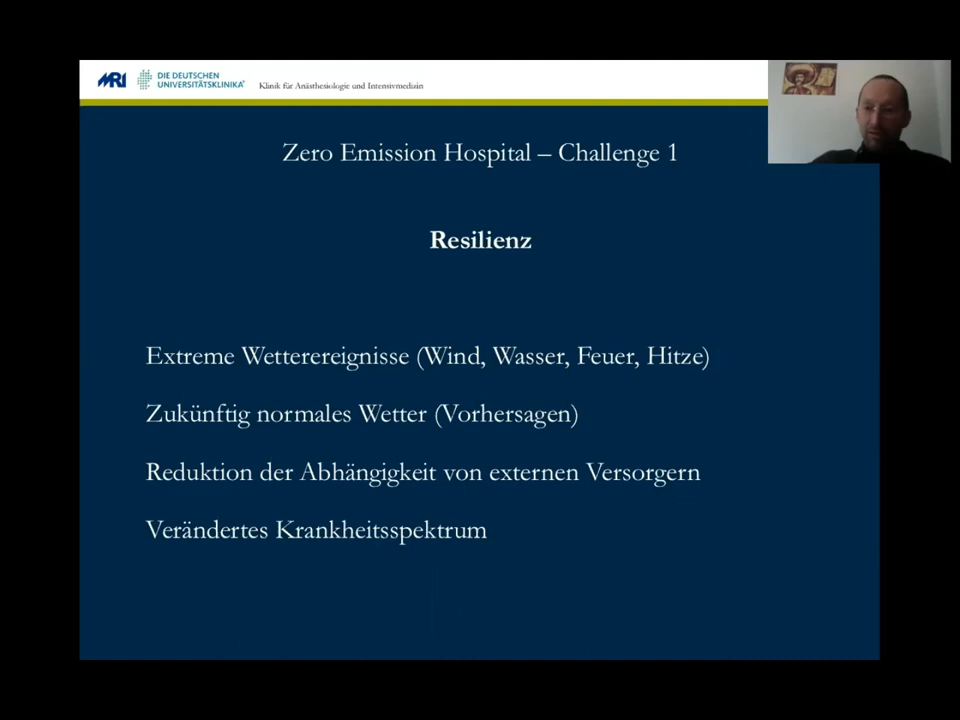 MRI
DIE DEUTSCHEN
UNIVERSITÄTSKLINIKA
Klinik für Anästhesiologie und Intensivmedizin
Zero Emission Hospital – Challenge 1
Resilienz
Extreme Wetterereignisse (Wind, Wasser, Feuer, Hitze)
Zukünftig normales Wetter (Vorhersagen)
Reduktion der Abhängigkeit von externen Versorgern
Verändertes Krankheitsspektrum